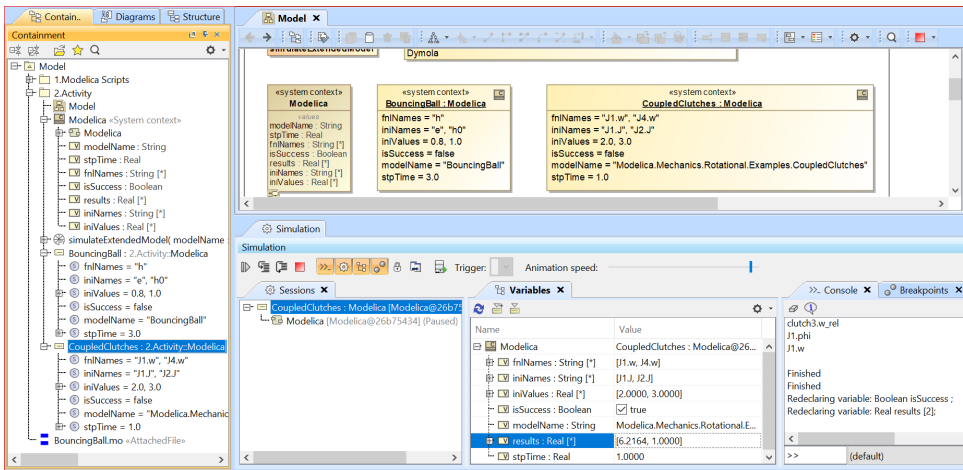 Contain..
Diagrams
Structure
Containment
Model
1.Modelica Scripts
2.Activity
Model
Modelica «System context»
Modelica
modelName : String
stpTime : Real
fnlNames : String [*]
isSuccess : Boolean
results : Real [*]
iniNames : String [*]
iniValues : Real [*]
simulateExtendedModel( modelName :
BouncingBall : 2.Activity::Modelica
fnlNames = "h"
iniNames = "e", "h0"
iniValues = 0.8, 1.0
isSuccess = false
modelName = "BouncingBall"
stpTime = 3.0
CoupledClutches : 2.Activity::Modelica
fnlNames = "J1.w", "J4.w"
iniNames = "J1.J", "J2.J"
iniValues = 2.0, 3.0
isSuccess = false
modelName = "Modelica.Mechanic
stpTime = 1.0
BouncingBall.mo «AttachedFile»
Model
simulateExtendedModel
Dymola
«system context»
Modelica
values
modelName : String
stpTime : Real
fnlNames : String [*]
isSuccess : Boolean
results : Real [*]
iniNames : String [*]
iniValues : Real [*]
«system context»
BouncingBall : Modelica
fnlNames = "h"
iniNames = "e", "h0"
iniValues = 0.8, 1.0
isSuccess = false
modelName = "BouncingBall"
stpTime = 3.0
«system context»
CoupledClutches : Modelica
fnlNames = "J1.w", "J4.w"
iniNames = "J1.J", "J2.J"
iniValues = 2.0, 3.0
isSuccess = false
modelName = "Modelica.Mechanics.Rotational.Examples.CoupledClutches"
stpTime = 1.0
Simulation
Simulation
Trigger:
Animation speed:
Sessions
CoupledClutches : Modelica [Modelica@26b75
Modelica [Modelica@26b75434] (Paused)
Variables
Name Value
Modelica CoupledClutches : Modelica@26...
fnlNames : String [*] [J1.w, J4.w]
iniNames : String [*] [J1.J, J2.J]
iniValues : Real [*] [2.0000, 3.0000]
isSuccess : Boolean true
modelName : String Modelica.Mechanics.Rotational.E...
results : Real [*] [6.2164, 1.0000]
stpTime : Real 1.0000
Console
Breakpoints
clutch3.w_rel
J1.phi
J1.w
Finished
Finished
Redeclaring variable: Boolean isSuccess ;
Redeclaring variable: Real results [2];
>> (default)